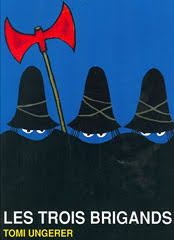 LES TROIS BRIGANDS
TOMI UNGERER